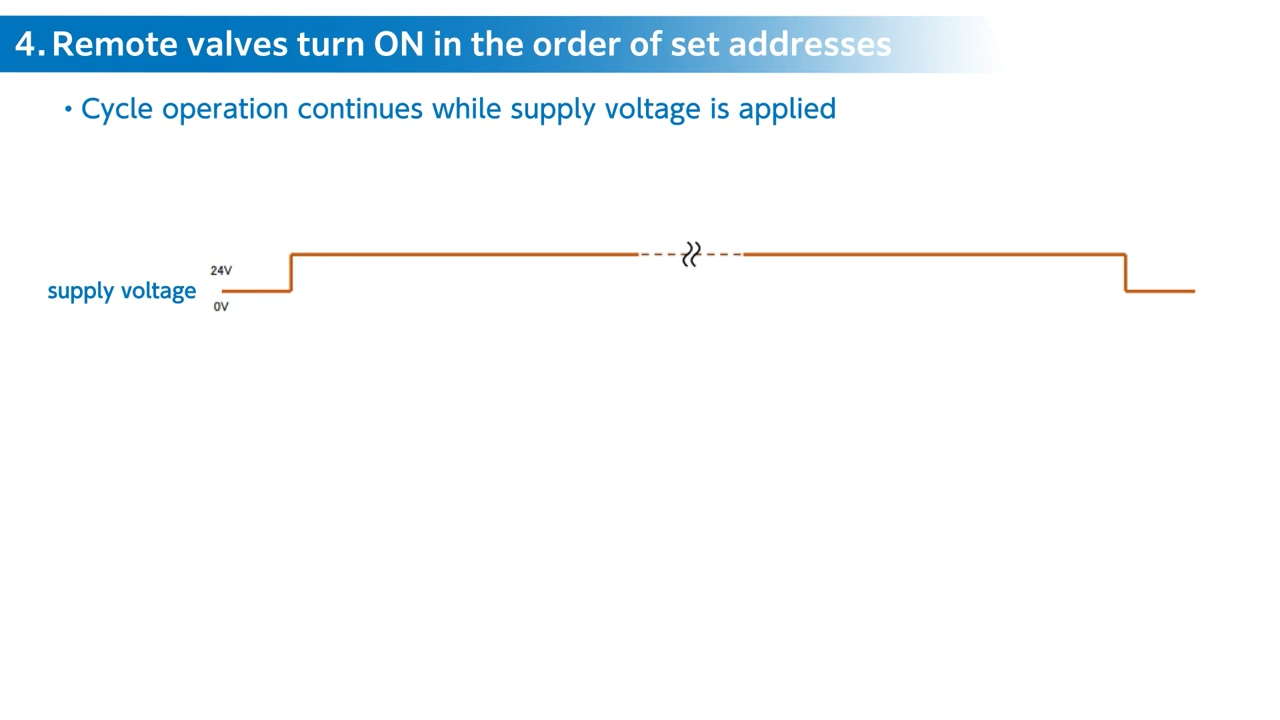 4. Remote valves turn ON in the order of set addresses
• Cycle operation continues while supply voltage is applied
24V
supply voltage
0V